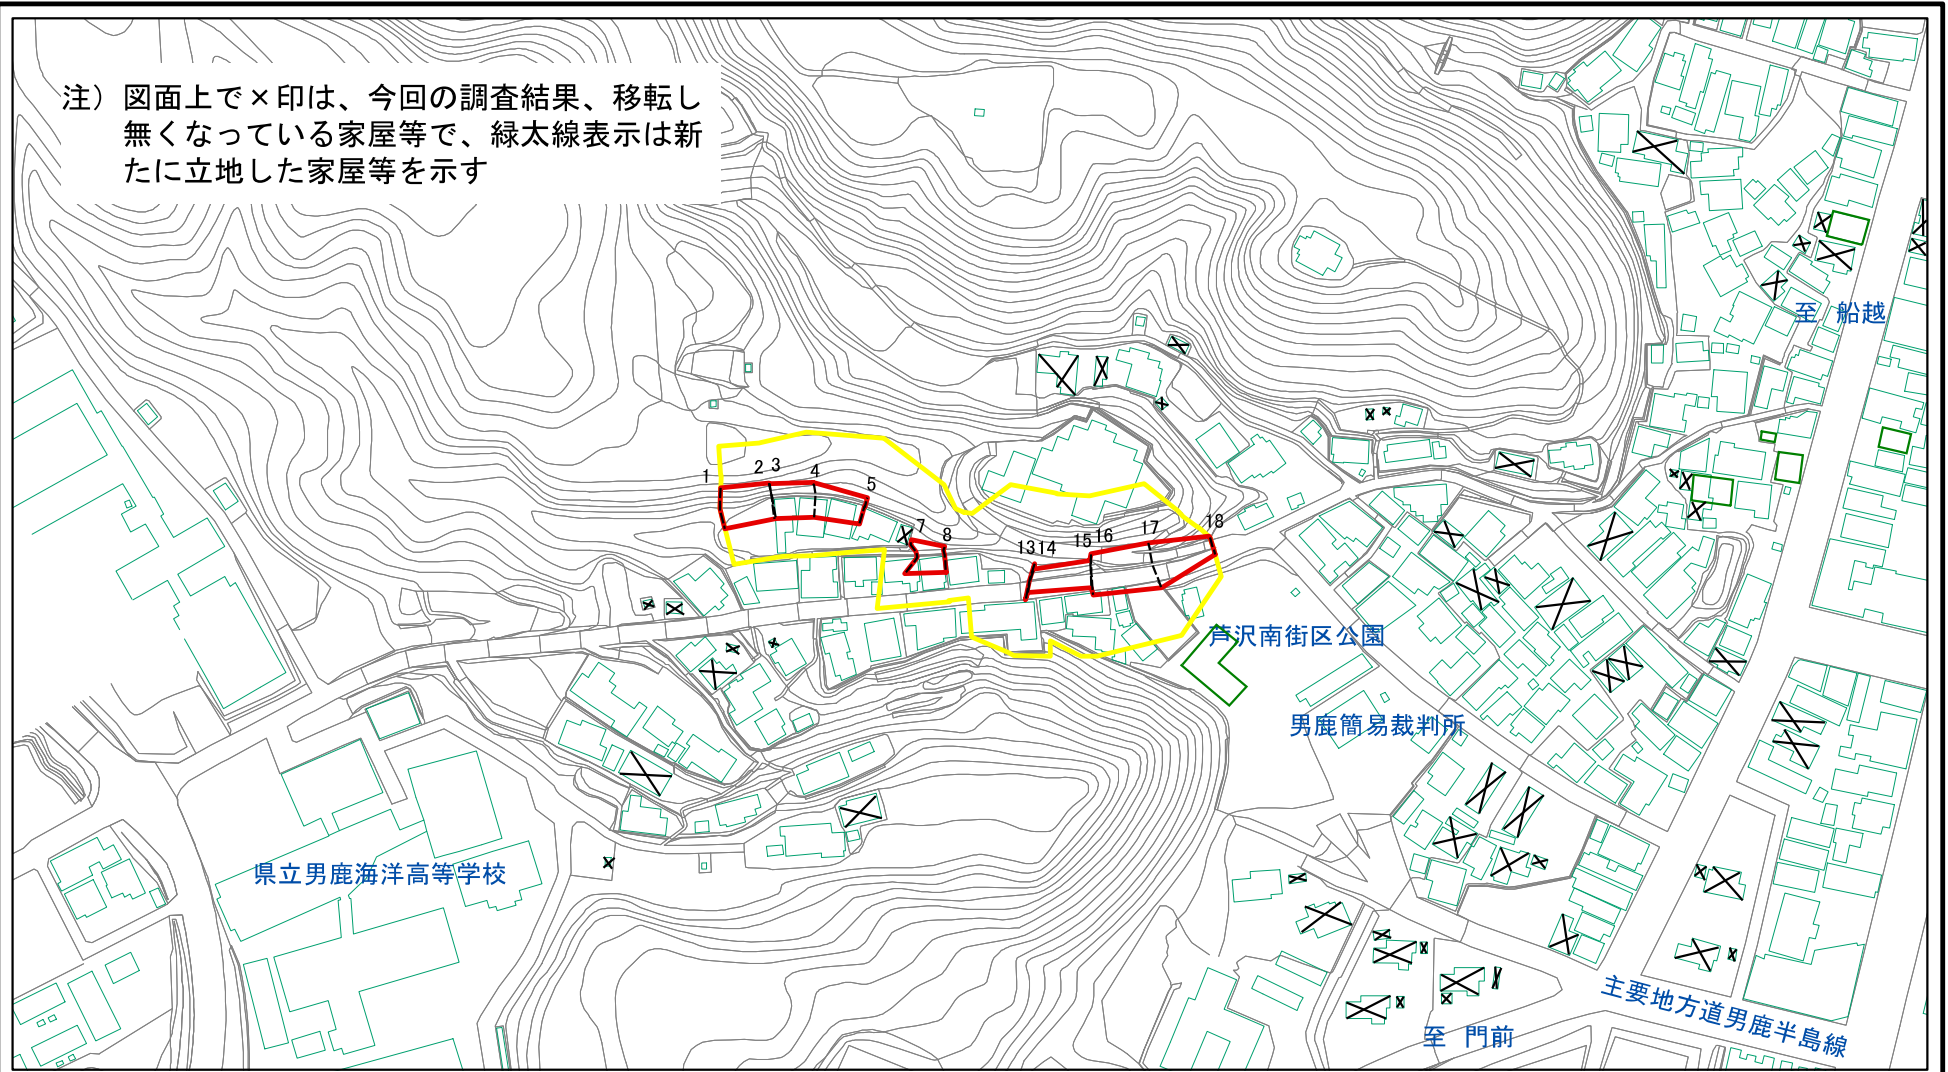 注）図面上で×印は、今回の調査結果、移転し
無くなっている家屋等で、緑太線表示は新
たに立地した家屋等を示す
至 船越
1
2
3
4
5
7
8
13
14
15
16
17
18
芦沢南街区公園
男鹿簡易裁判所
県立男鹿海洋高等学校
主要地方道男鹿半島線
至 門前